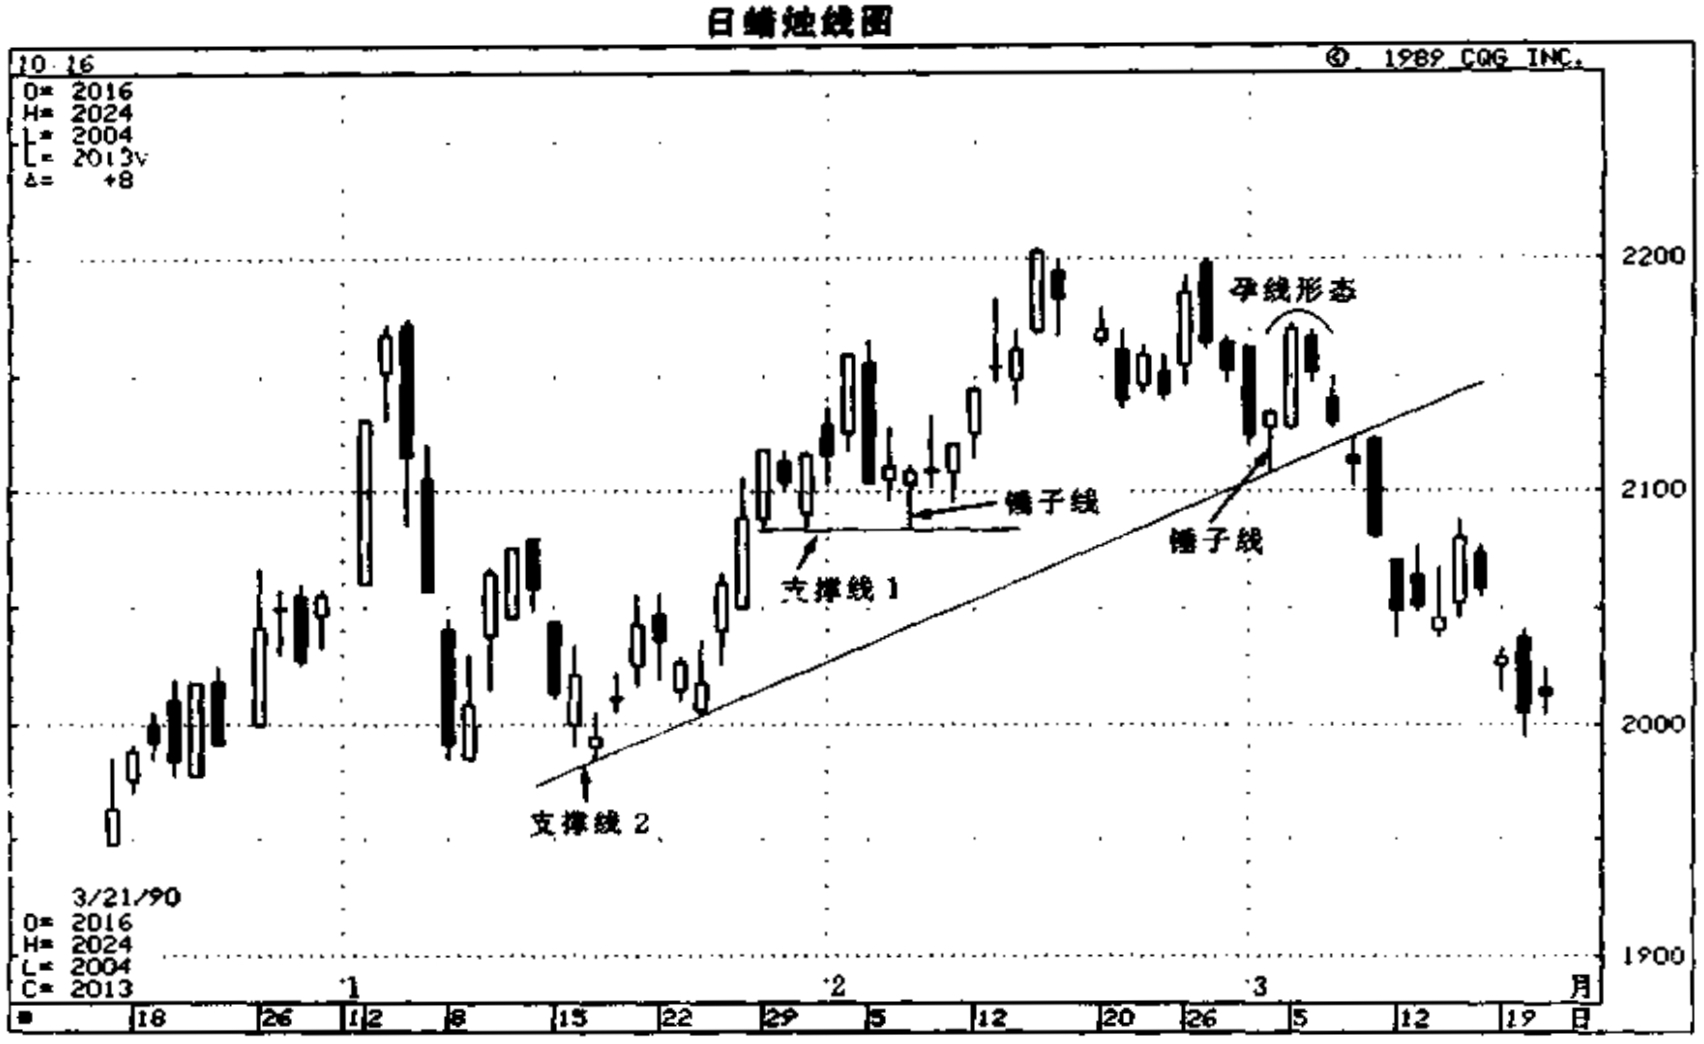 日蜡烛线图
10-16
© 1989 CQG INC.
O= 2016
H= 2024
L= 2004
L= 2013v
Δ= +8
2200
孕线形态
2100
锤子线
锤子线
支撑线 1
2000
支撑线 2
3/21/90
O= 2016
H= 2024
L= 2004
C= 2013
1900
1 2 3 月
18 26 1 2 8 15 22 29 5 12 20 26 5 12 19 日